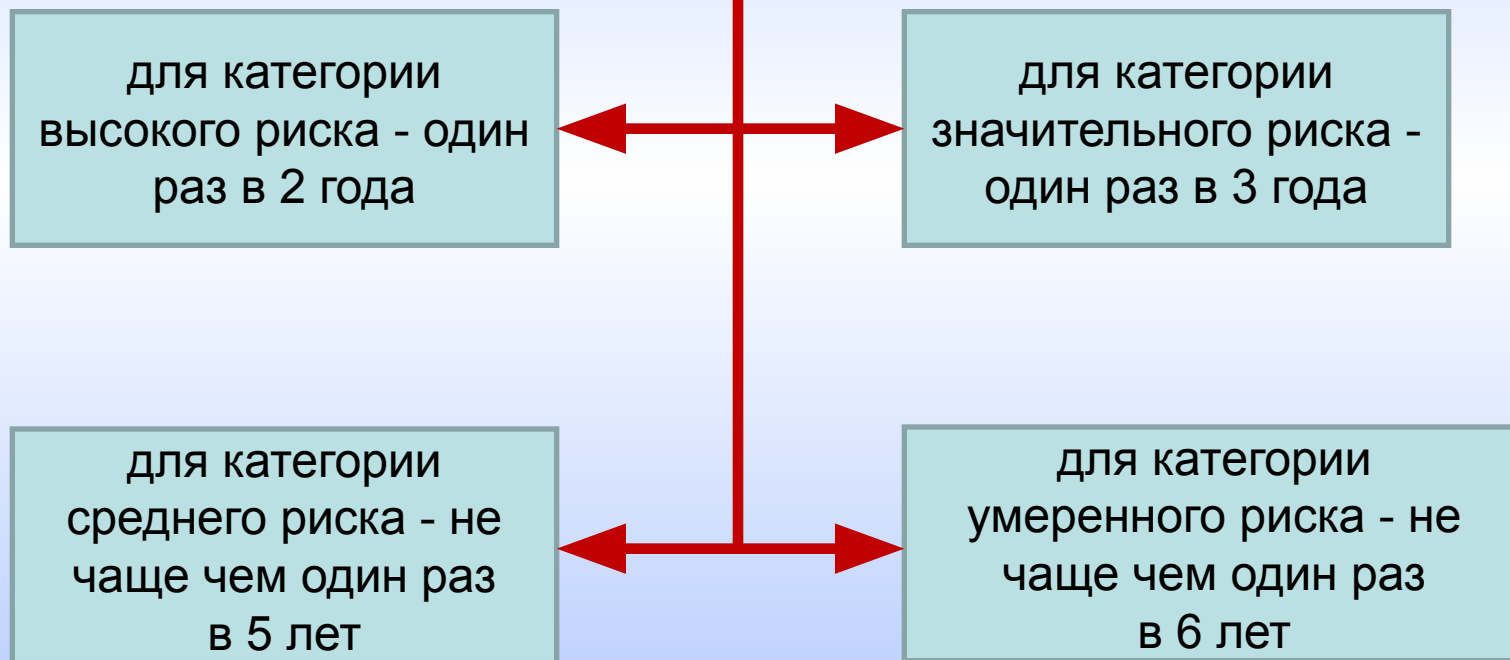 для категории
высокого риска - один
раз в 2 года
для категории
значительного риска -
один раз в 3 года
для категории
среднего риска - не
чаще чем один раз
в 5 лет
для категории
умеренного риска - не
чаще чем один раз
в 6 лет